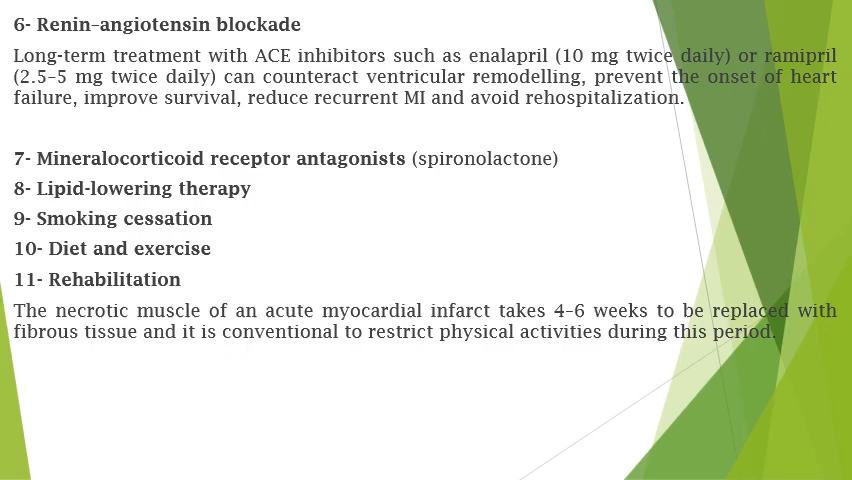 6- Renin–angiotensin blockade
Long-term treatment with ACE inhibitors such as enalapril (10 mg twice daily) or ramipril
(2.5–5 mg twice daily) can counteract ventricular remodelling, prevent the onset of heart
failure, improve survival, reduce recurrent MI and avoid rehospitalization.
7- Mineralocorticoid receptor antagonists (spironolactone)
8- Lipid-lowering therapy
9- Smoking cessation
10- Diet and exercise
11- Rehabilitation
The necrotic muscle of an acute myocardial infarct takes 4–6 weeks to be replaced with
fibrous tissue and it is conventional to restrict physical activities during this period.